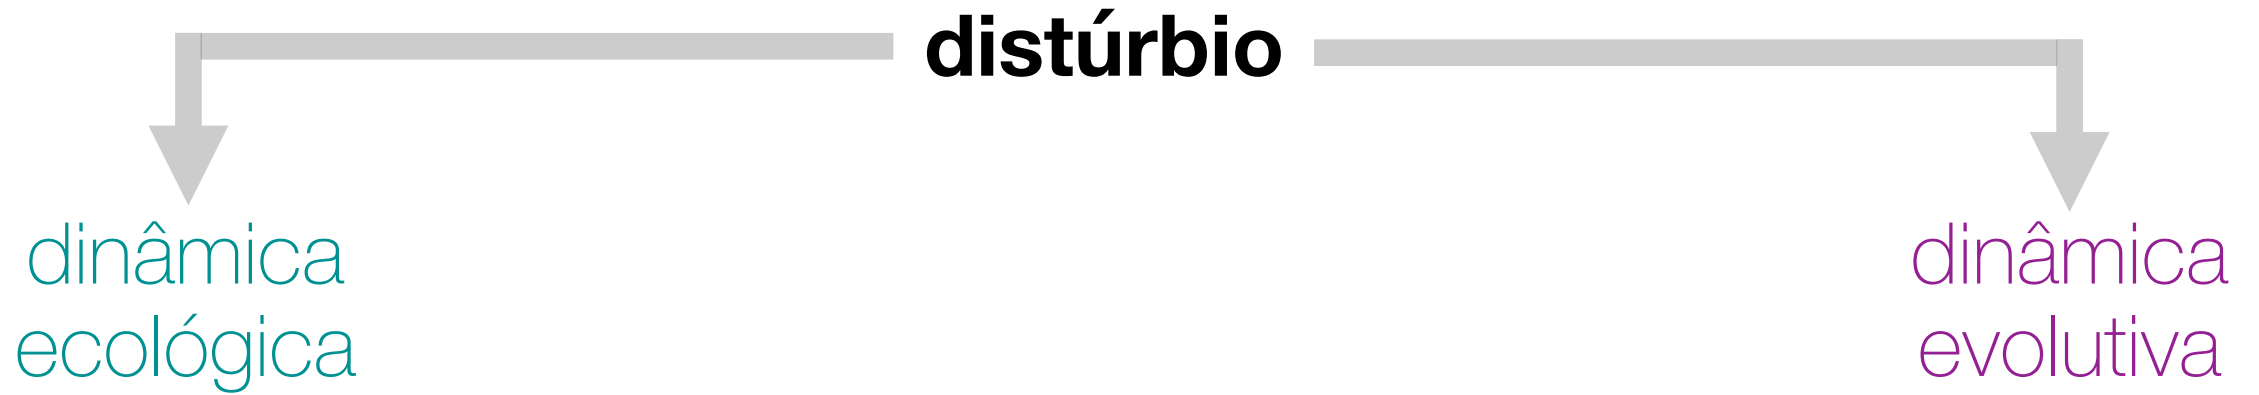 distúrbio
dinâmica
ecológica
dinâmica
evolutiva